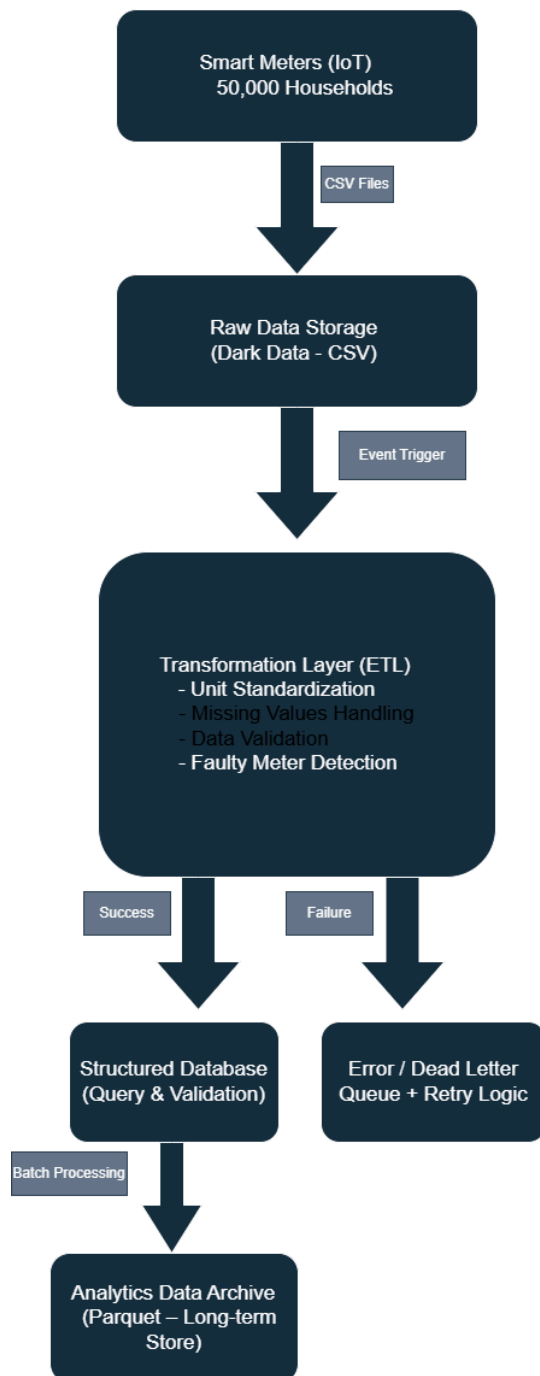 Smart Meters (IoT)
50,000 Households
CSV Files
Raw Data Storage
(Dark Data - CSV)
Event Trigger
Transformation Layer (ETL)
- Unit Standardization
- Missing Values Handling
- Data Validation
- Faulty Meter Detection
Success
Failure
Structured Database
(Query & Validation)
Error / Dead Letter
Queue + Retry Logic
Batch Processing
Analytics Data Archive
(Parquet – Long-term
Store)